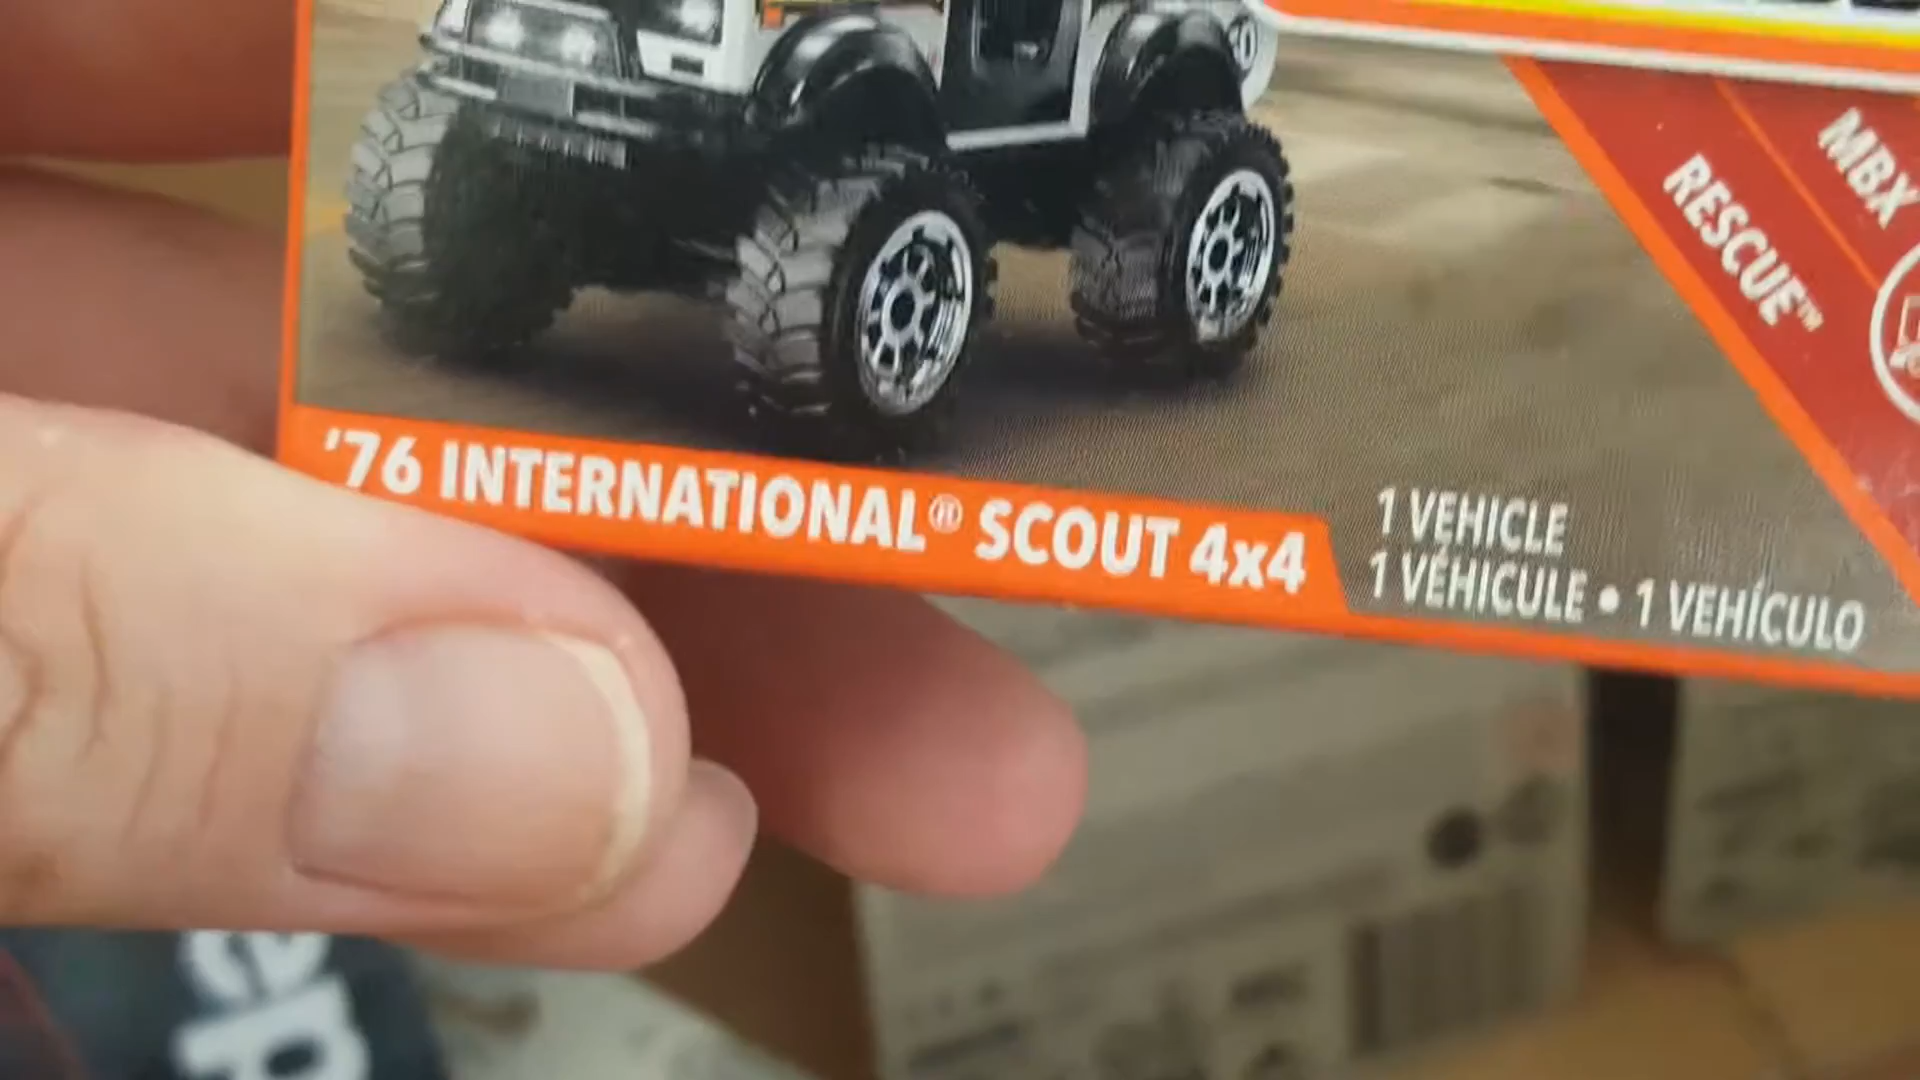 MBX
RESCUE™
'76 INTERNATIONAL® SCOUT 4x4
1 VEHICLE
1 VÉHICULE • 1 VEHÍCULO